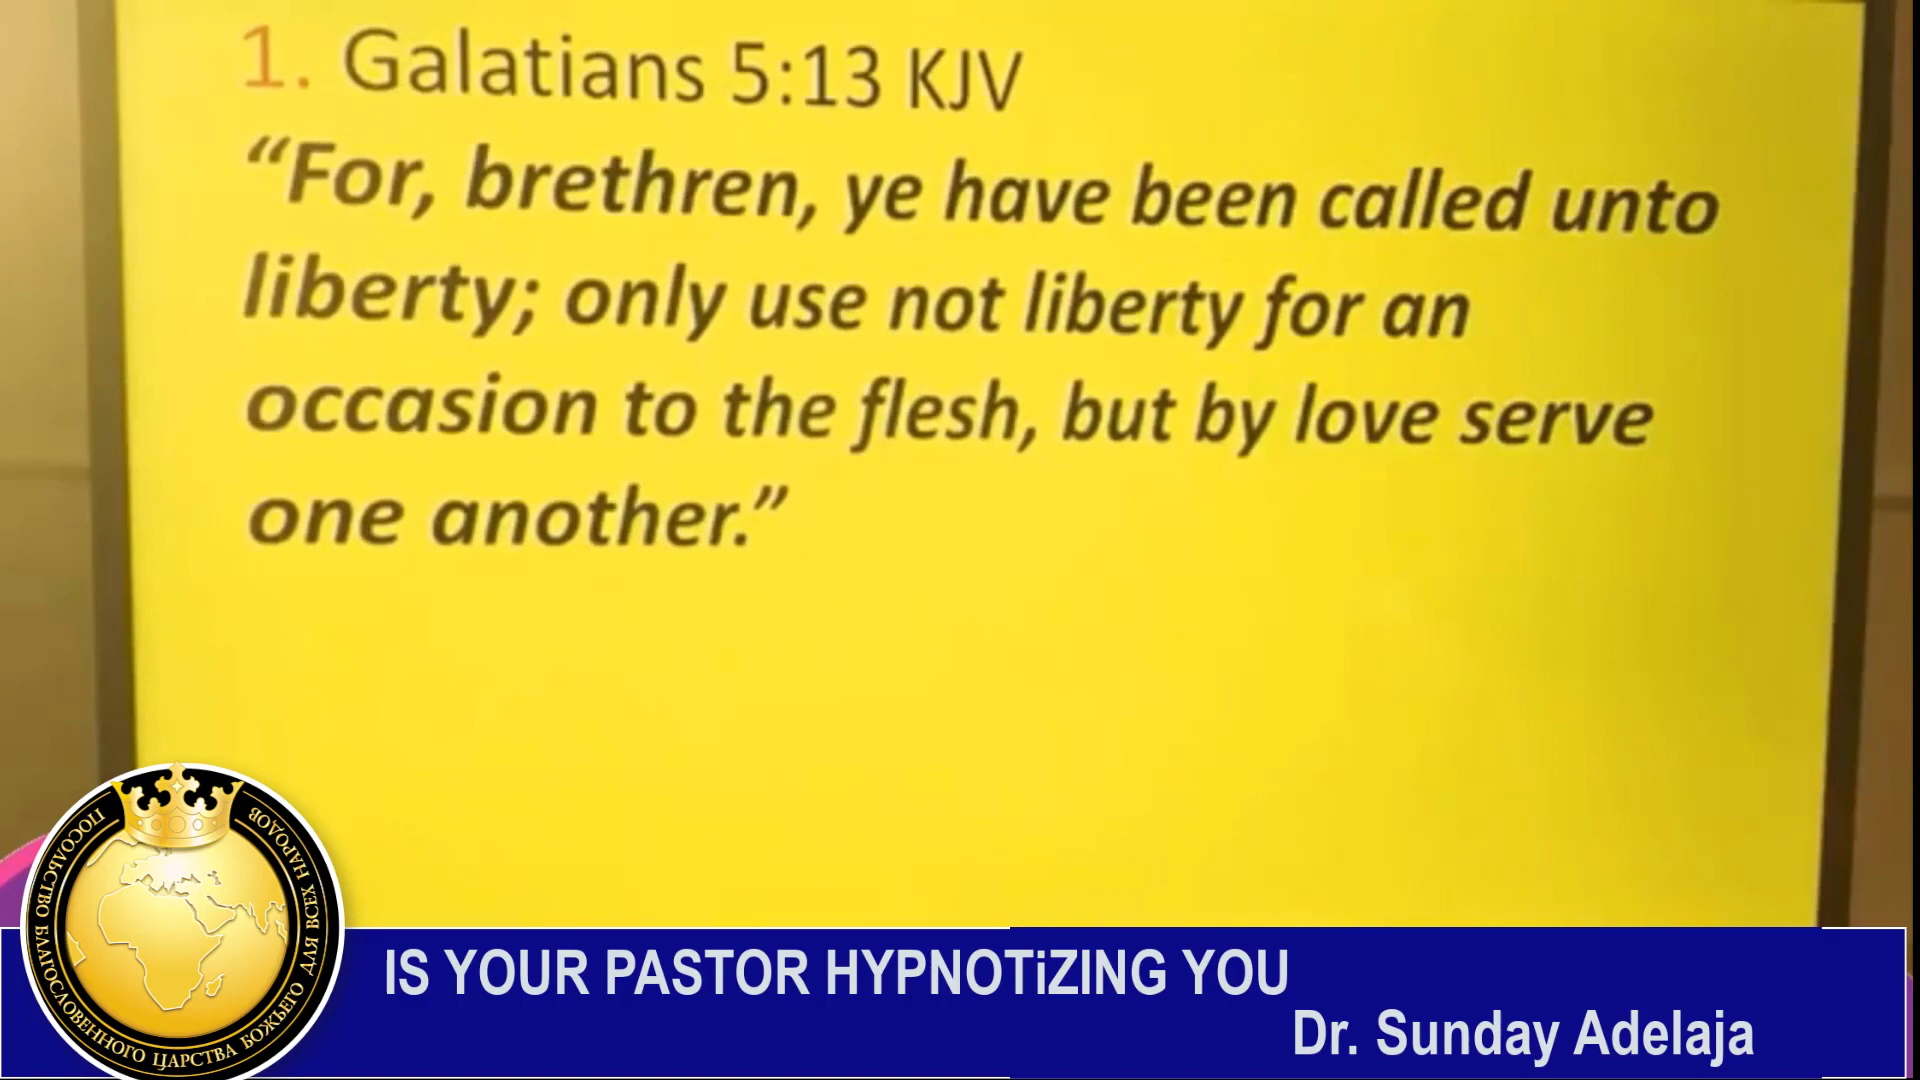 1. Galatians 5:13 KJV
“For, brethren, ye have been called unto
liberty; only use not liberty for an
occasion to the flesh, but by love serve
one another.”
ПОСОЛЬСТВО БЛАГОСЛОВЕННОГО ЦАРСТВА БОЖЬЕГО ДЛЯ ВСЕХ НАРОДОВ
IS YOUR PASTOR HYPNOTiZING YOU
Dr. Sunday Adelaja